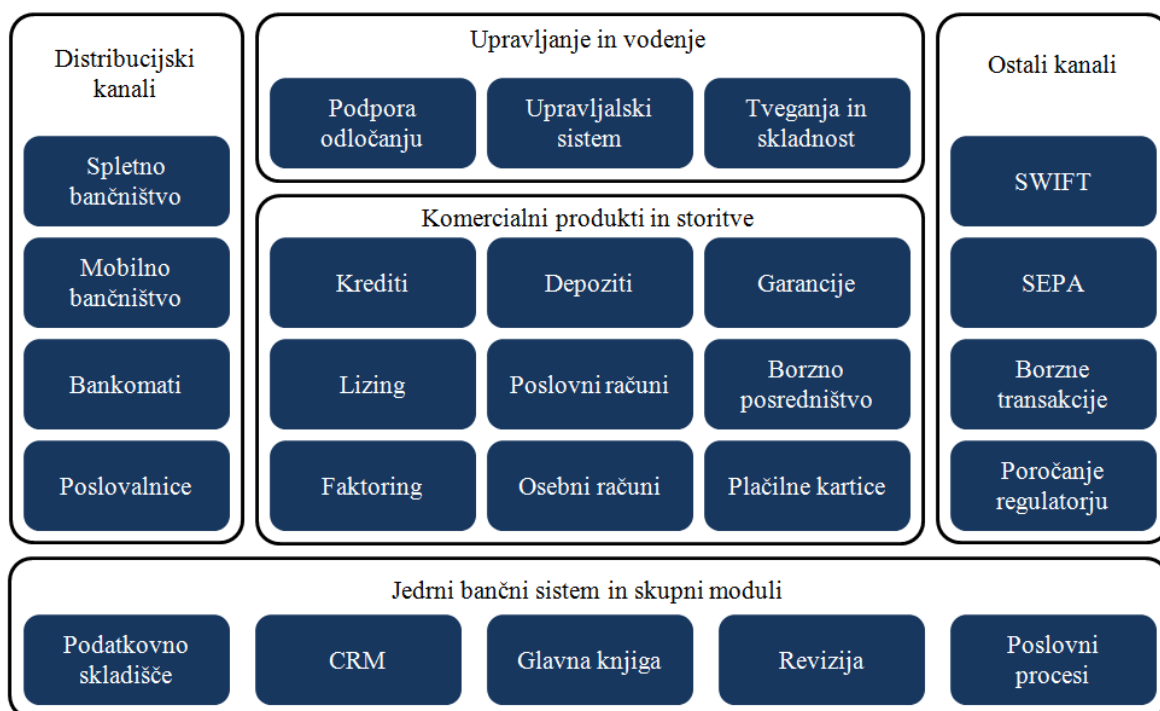 Distribucijski
kanali
Spletno
bančništvo
Mobilno
bančništvo
Bankomati
Poslovalnice
Upravljanje in vodenje
Podpora
odločanju
Upravljalski
sistem
Tveganja in
skladnost
Komercialni produkti in storitve
Krediti
Depoziti
Garancije
Lizing
Poslovni računi
Borzno
posredništvo
Faktoring
Osebni računi
Plačilne kartice
Ostali kanali
SWIFT
SEPA
Borzne
transakcije
Poročanje
regulatorju
Jedrni bančni sistem in skupni moduli
Podatkovno
skladišče
CRM
Glavna knjiga
Revizija
Poslovni
procesi